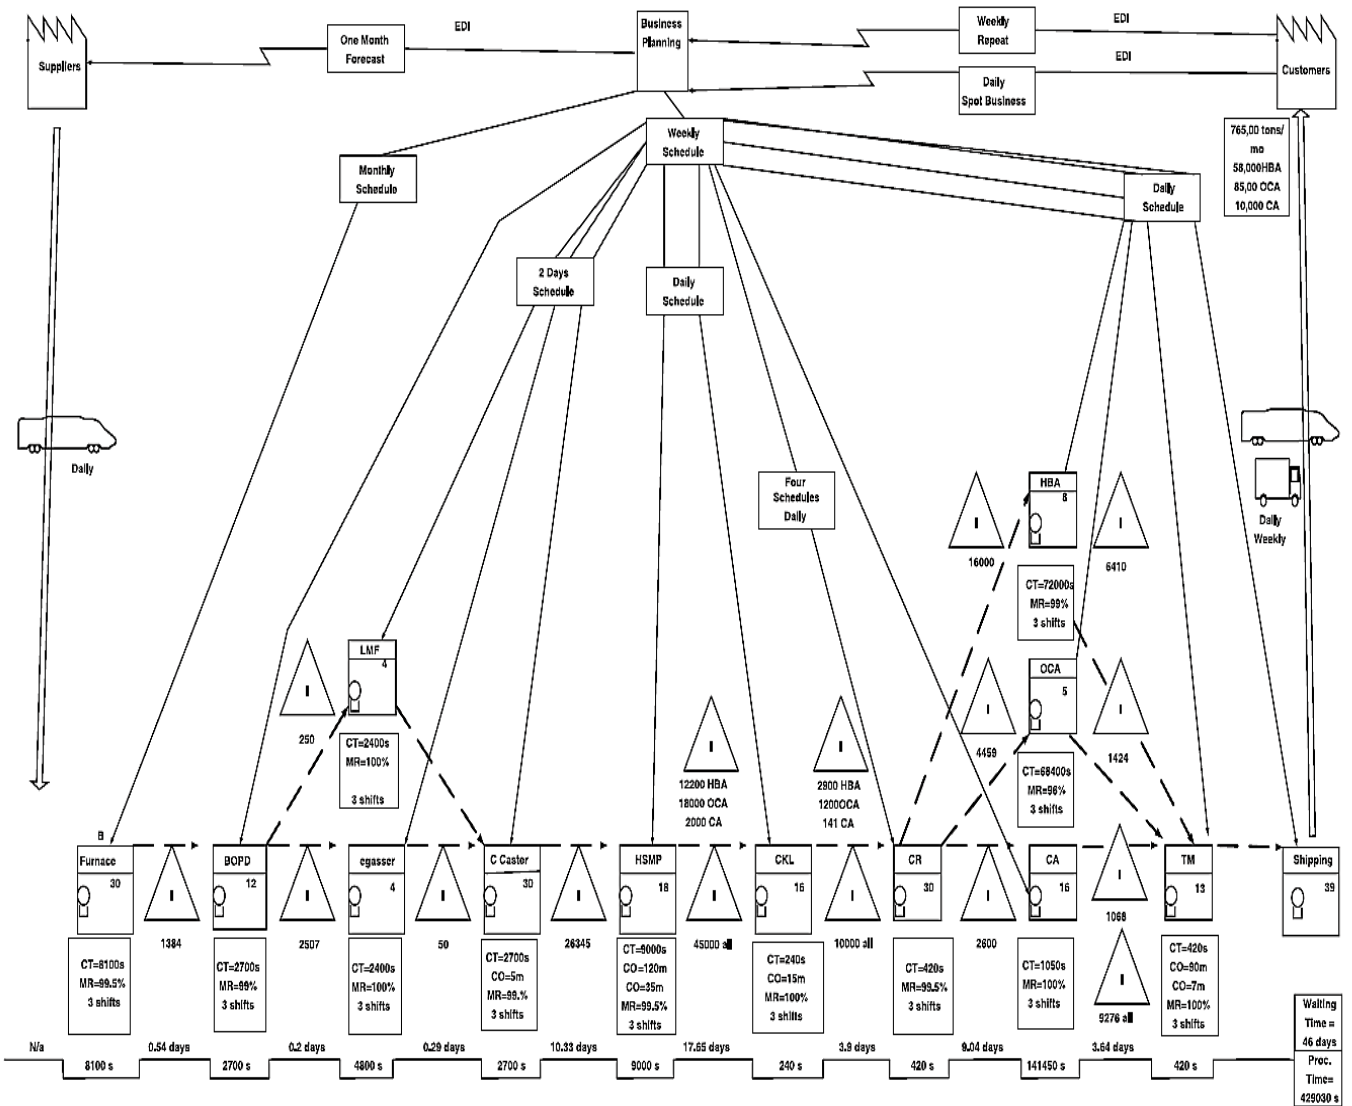 EDI
Business
Planning
Weekly
Repeat
EDI
One Month
Forecast
Suppliers
EDI
Customers
Daily
Spot Business
Weekly
Schedule
765,00 tons/
mo
58,000HBA
85,00 OCA
10,000 CA
Monthly
Schedule
Daily
Schedule
2 Days
Schedule
Daily
Schedule
Daily
Four
Schedules
Daily
HBA
8
I
I
16000
6410
Daily
Weekly
CT=72000s
MR=99%
3 shifts
LMF
4
I
250
CT=2400s
MR=100%
3 shifts
OCA
5
I
I
4459
1424
CT=68400s
MR=96%
3 shifts
I
12200 HBA
18000 OCA
2000 CA
I
2900 HBA
1200OCA
141 CA
B
Furnace
30
I
1384
BOPD
12
I
2507
egasser
4
I
50
C Caster
30
I
26345
HSMP
18
I
45000 all
CKL
16
I
10000 all
CR
30
I
2600
CA
16
I
1068
TM
13
Shipping
39
I
9276 all
CT=8100s
MR=99.5%
3 shifts
CT=2700s
MR=99%
3 shifts
CT=2400s
MR=100%
3 shifts
CT=2700s
CO=5m
MR=99.%
3 shifts
CT=9000s
CO=120m
CO=35m
MR=99.5%
3 shifts
CT=240s
CO=15m
MR=100%
3 shifts
CT=420s
MR=99.5%
3 shifts
CT=1050s
MR=100%
3 shifts
CT=420s
CO=90m
CO=7m
MR=100%
3 shifts
Waiting
Time =
46 days
Proc.
Time=
429030 s
N/a
0.54 days
0.2 days
0.29 days
10.33 days
17.65 days
3.9 days
9.04 days
3.64 days
8100 s
2700 s
4800 s
2700 s
9000 s
240 s
420 s
141450 s
420 s